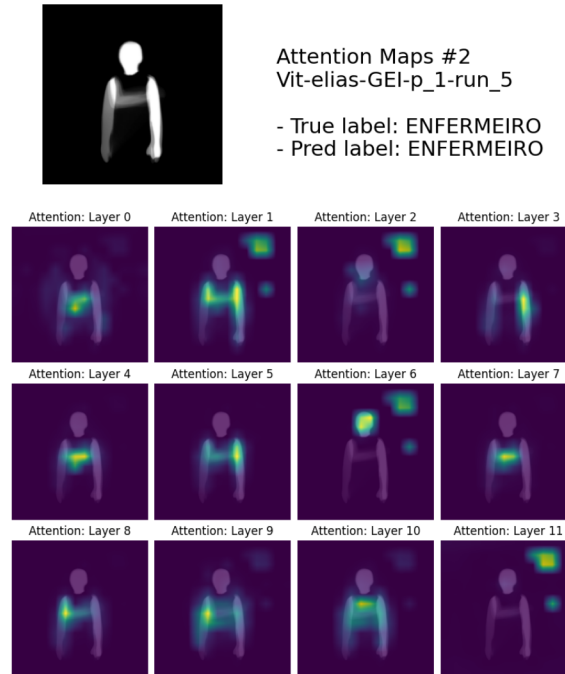 Attention Maps #2
Vit-elias-GEI-p_1-run_5
- True label: ENFERMEIRO
- Pred label: ENFERMEIRO
Attention: Layer 0
Attention: Layer 1
Attention: Layer 2
Attention: Layer 3
Attention: Layer 4
Attention: Layer 5
Attention: Layer 6
Attention: Layer 7
Attention: Layer 8
Attention: Layer 9
Attention: Layer 10
Attention: Layer 11